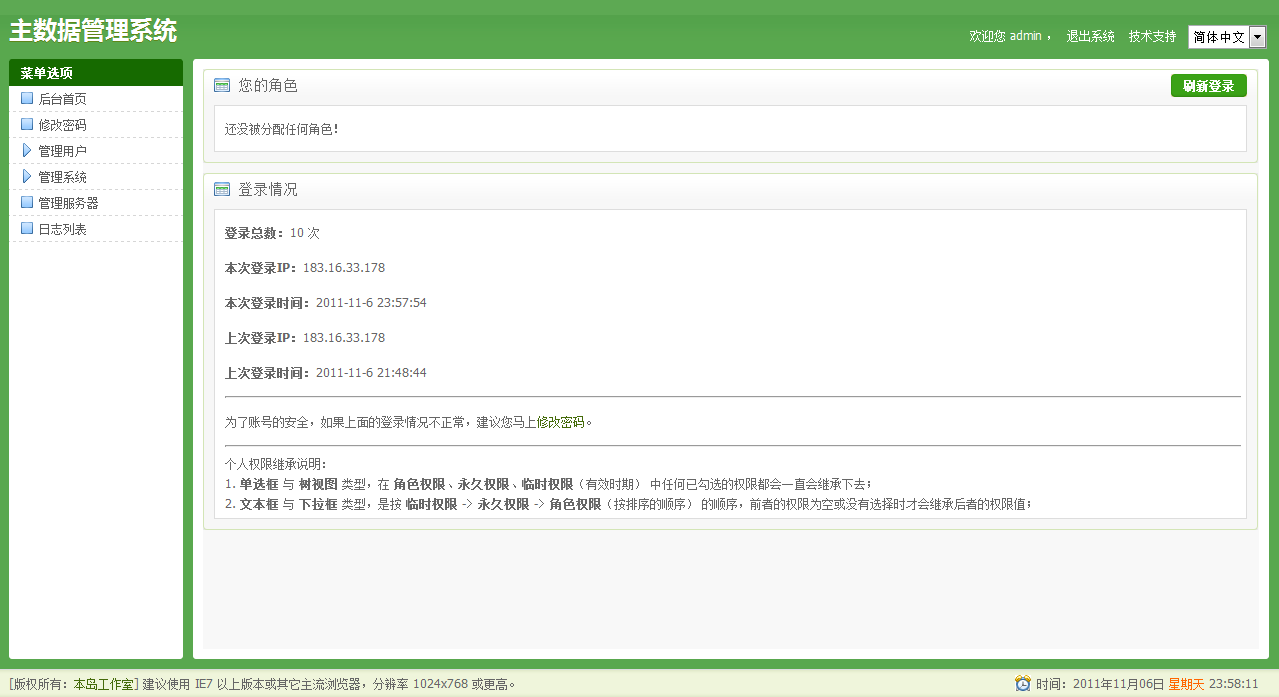 主数据管理系统
欢迎您 admin ， 退出系统 技术支持 简体中文
菜单选项
后台首页
修改密码
管理用户
管理系统
管理服务器
日志列表
您的角色
刷新登录
还没被分配任何角色！
登录情况
登录总数：10 次
本次登录IP：183.16.33.178
本次登录时间：2011-11-6 23:57:54
上次登录IP：183.16.33.178
上次登录时间：2011-11-6 21:48:44
为了账号的安全，如果上面的登录情况不正常，建议您马上修改密码。
个人权限继承说明：
1. 单选框 与 树视图 类型，在 角色权限、永久权限、临时权限（有效时期） 中任何已勾选的权限都会一直会继承下去；
2. 文本框 与 下拉框 类型，是按 临时权限 -> 永久权限 -> 角色权限（按排序的顺序） 的顺序，前者的权限为空或没有选择时才会继承后者的权限值；
[版权所有：本岛工作室] 建议使用 IE7 以上版本或其它主流浏览器，分辨率 1024x768 或更高。
时间：2011年11月06日 星期天 23:58:11